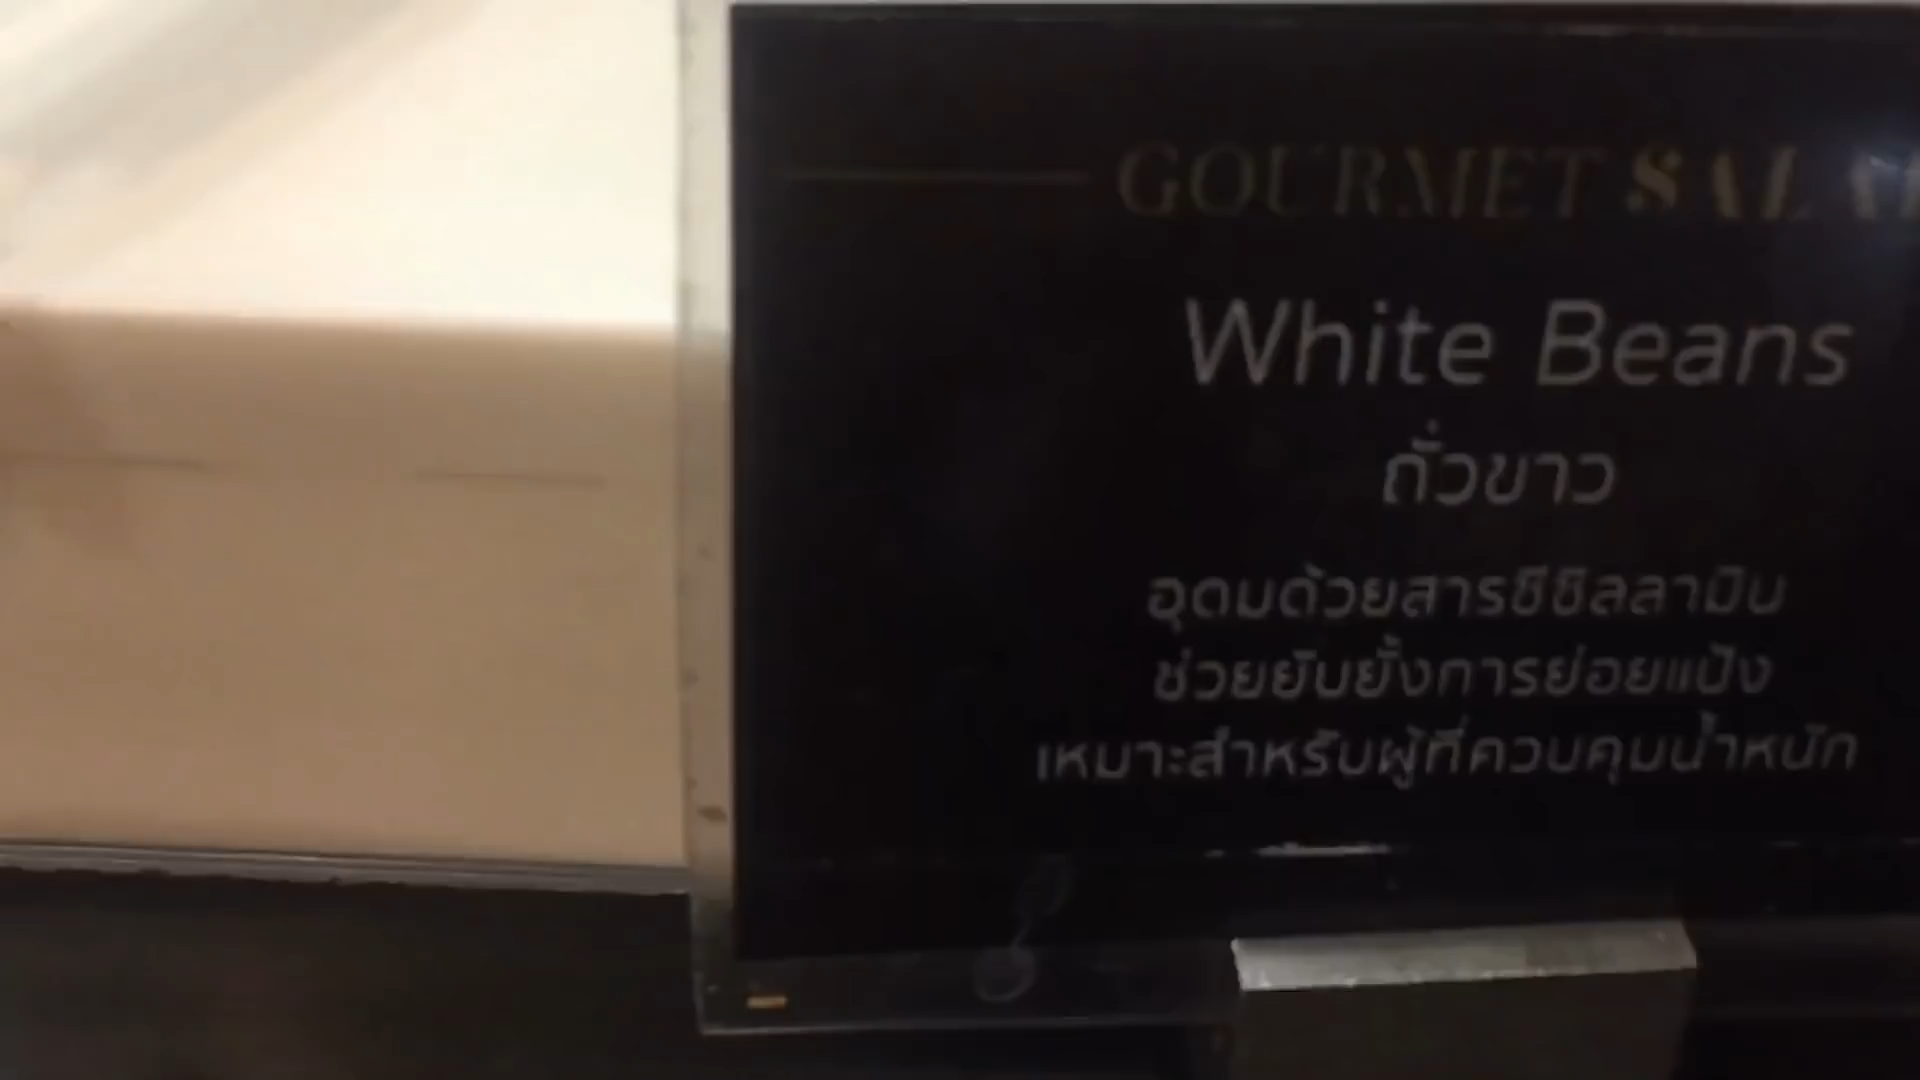 GOURMET SALA
White Beans
ถั่วขาว
อุดมด้วยสารซีซิลลามิน
ช่วยยับยั้งการย่อยแป้ง
เหมาะสำหรับผู้ที่ควบคุมน้ำหนัก